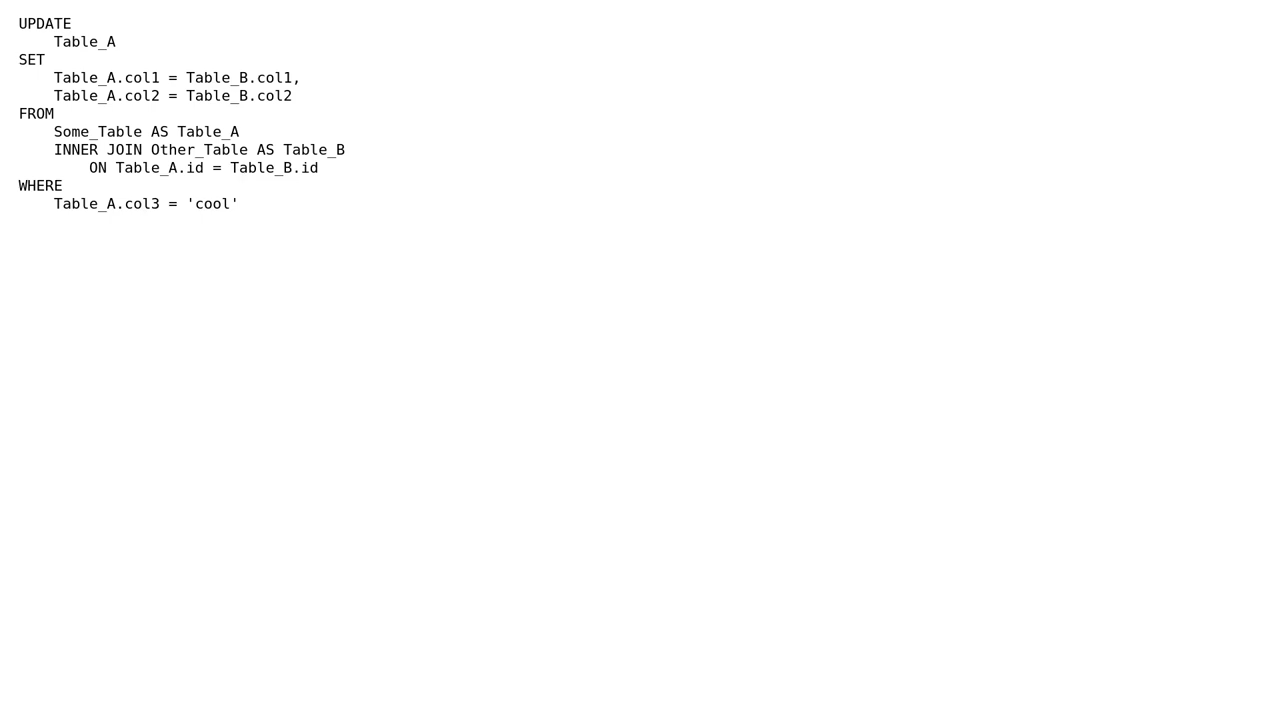 UPDATE
    Table_A
SET
    Table_A.col1 = Table_B.col1,
    Table_A.col2 = Table_B.col2
FROM
    Some_Table AS Table_A
    INNER JOIN Other_Table AS Table_B
        ON Table_A.id = Table_B.id
WHERE
    Table_A.col3 = 'cool'